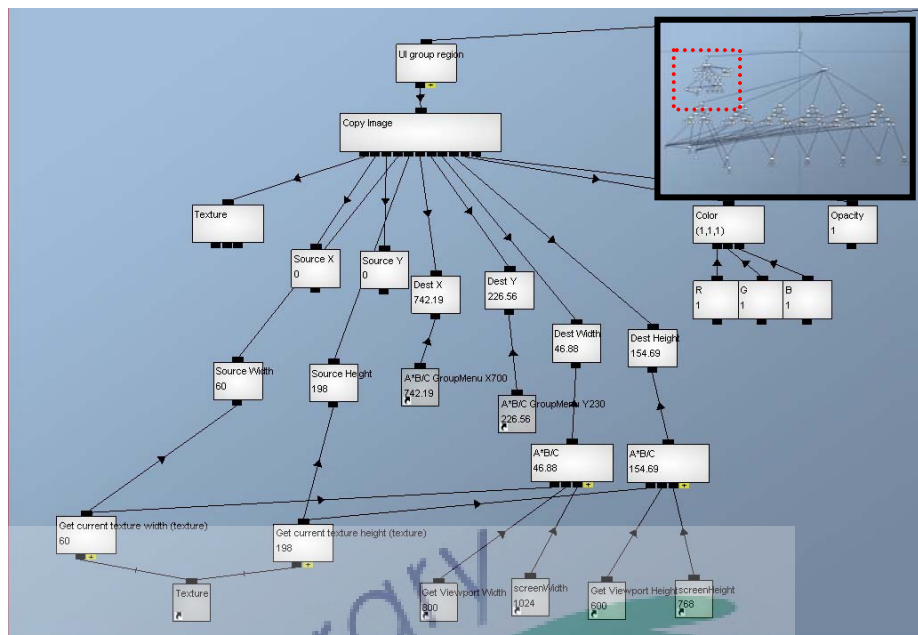 UI group region
Copy Image
Texture
Color
(1,1,1)
Opacity
1
Source X
0
Source Y
0
Dest X
742.19
Dest Y
226.56
R
1
G
1
B
1
Dest Width
46.88
Dest Height
154.69
Source Width
60
Source Height
198
A*B/C GroupMenu X700
742.19
A*B/C GroupMenu Y230
226.56
A*B/C
46.88
A*B/C
154.69
Get current texture width (texture)
60
Get current texture height (texture)
198
Texture
Get Viewport Width
800
screenWidth
1024
Get Viewport Height
600
screenHeight
768
rary